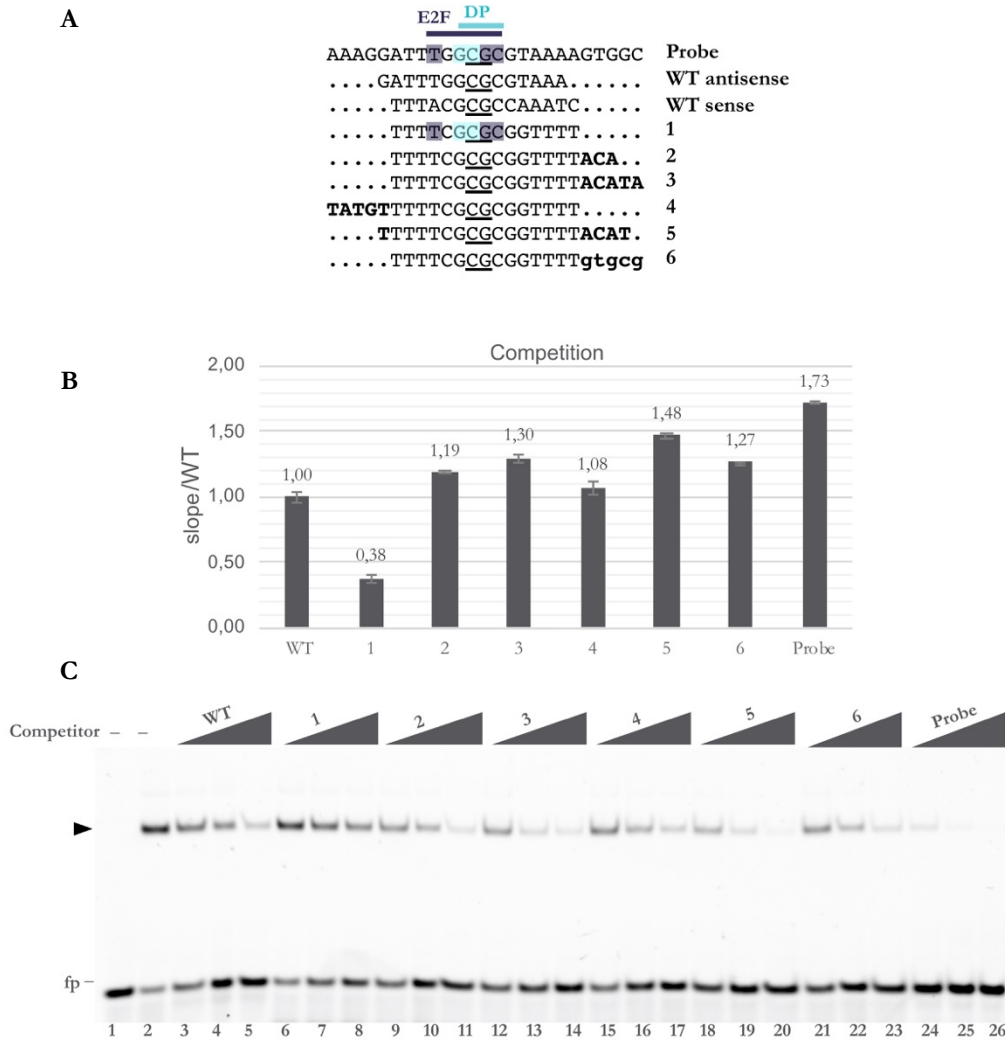 A
E2F DP
AAAGGATTTGGCGCGTAAAAGTGGC Probe
....GATTTGGCGCGTAAA...... WT antisense
.....TTTACGCGCCAAATC..... WT sense
.....TTTTCGCGCGGTTTT..... 1
.....TTTTCGCGCGGTTTTACA.. 2
.....TTTTCGCGCGGTTTTACATA 3
TATGTTTTTCGCGCGGTTTT..... 4
....TTTTTCGCGCGGTTTTACAT. 5
.....TTTTCGCGCGGTTTTgtgcg 6
B
Competition
slope/WT
2,00
1,50
1,00
0,50
0,00
1,00 0,38 1,19 1,30 1,08 1,48 1,27 1,73
WT 1 2 3 4 5 6 Probe
C
Competitor – – WT 1 2 3 4 5 6 Probe
fp –
1 2 3 4 5 6 7 8 9 10 11 12 13 14 15 16 17 18 19 20 21 22 23 24 25 26